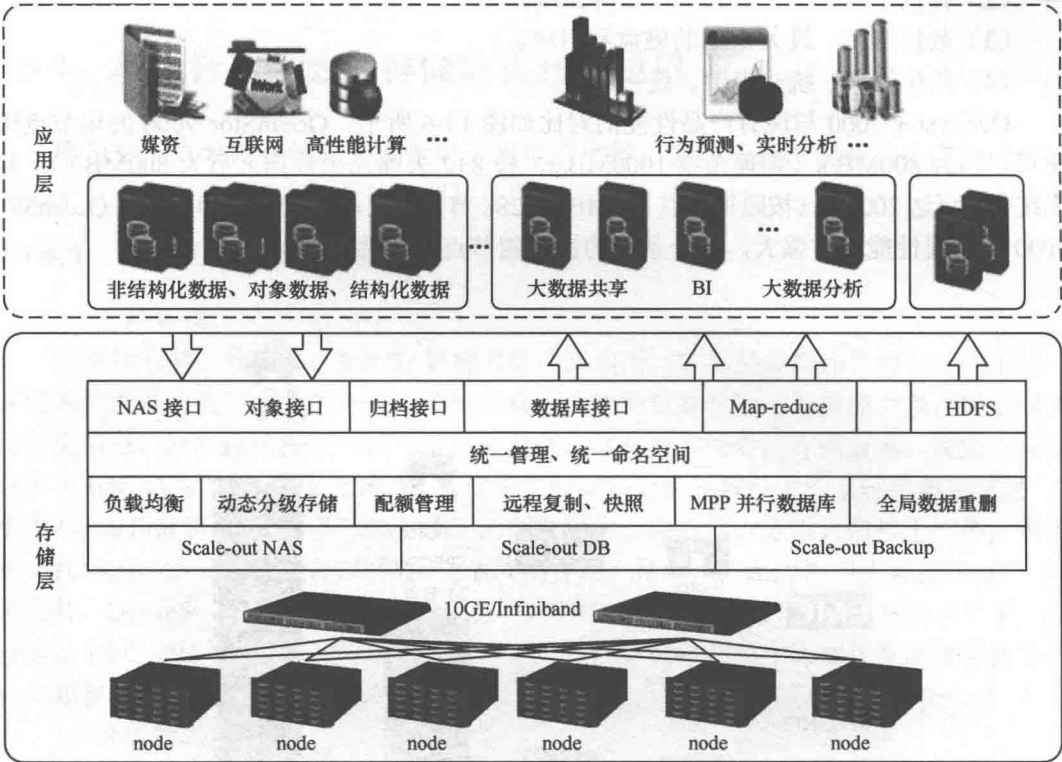 应用层
iWork
媒资 互联网 高性能计算 行为预测、实时分析 ···
··· ···
非结构化数据、对象数据、结构化数据 大数据共享 BI 大数据分析
存储层
NAS 接口 对象接口 归档接口 数据库接口 Map-reduce HDFS
统一管理、统一命名空间
负载均衡 动态分级存储 配额管理 远程复制、快照 MPP 并行数据库 全局数据重删
Scale-out NAS Scale-out DB Scale-out Backup
10GE/Infiniband
node node node node node node